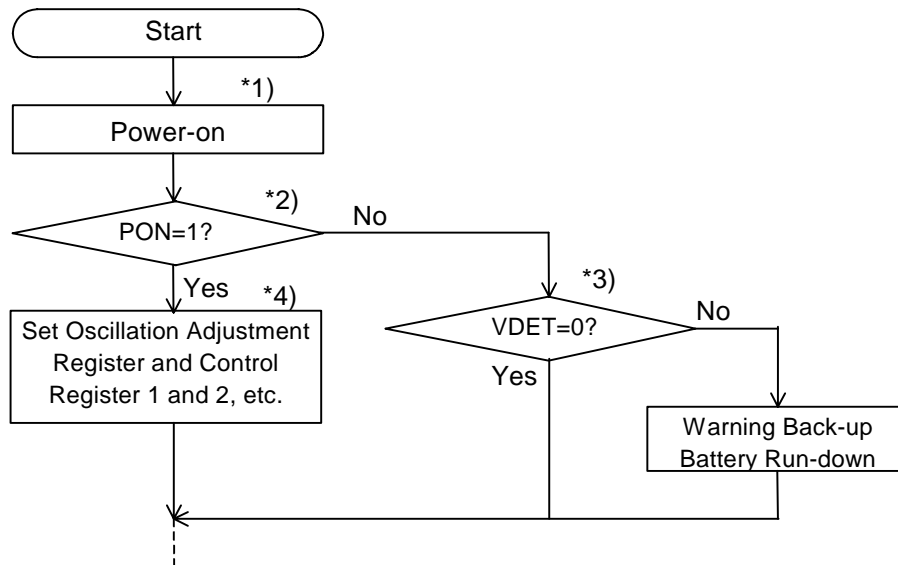 Start
*1)
Power-on
*2)
PON=1?
No
Yes
*4)
*3)
Set Oscillation Adjustment
Register and Control
Register 1 and 2, etc.
VDET=0?
No
Yes
Warning Back-up
Battery Run-down